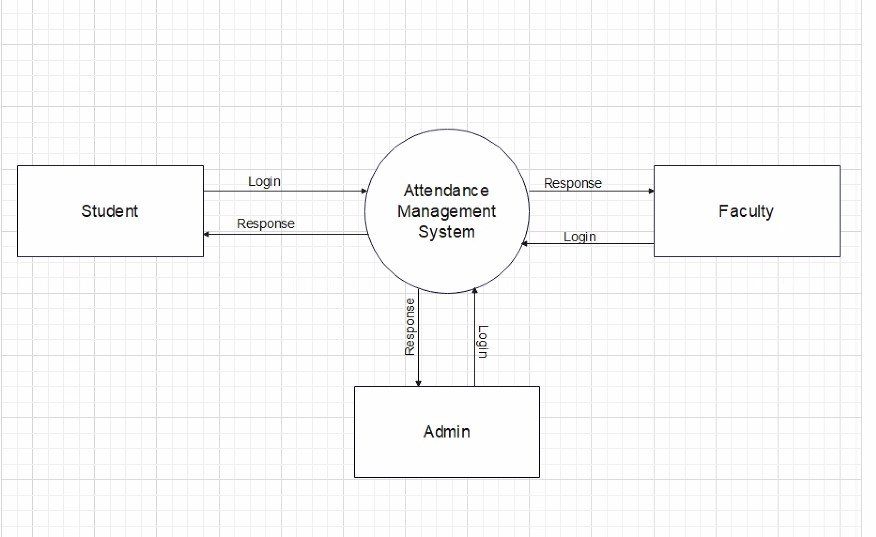 Login
Response
Student
Response
Attendance
Management
System
Faculty
Login
Response
Login
Admin